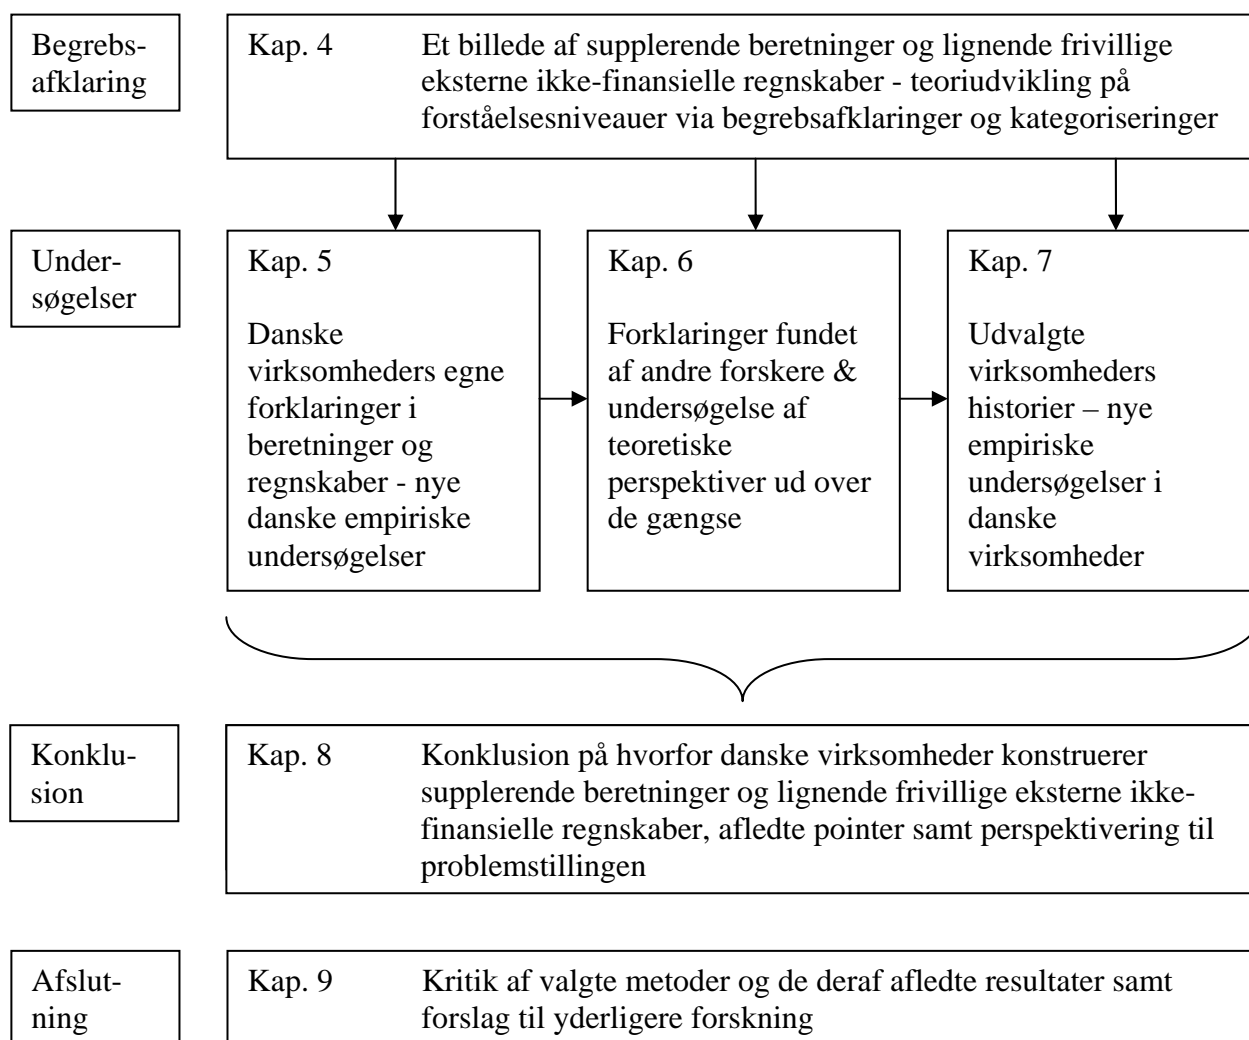 Begrebs-
afklaring
Kap. 4 Et billede af supplerende beretninger og lignende frivillige
eksterne ikke-finansielle regnskaber - teoriudvikling på
forståelsesniveauer via begrebsafklaringer og kategoriseringer
Under-
søgelser
Kap. 5
Danske
virksomheders egne
forklaringer i
beretninger og
regnskaber - nye
danske empiriske
undersøgelser
Kap. 6
Forklaringer fundet
af andre forskere &
undersøgelse af
teoretiske
perspektiver ud over
de gængse
Kap. 7
Udvalgte
virksomheders
historier – nye
empiriske
undersøgelser i
danske
virksomheder
Konklu-
sion
Kap. 8 Konklusion på hvorfor danske virksomheder konstruerer
supplerende beretninger og lignende frivillige eksterne ikke-
finansielle regnskaber, afledte pointer samt perspektivering til
problemstillingen
Afslut-
ning
Kap. 9 Kritik af valgte metoder og de deraf afledte resultater samt
forslag til yderligere forskning